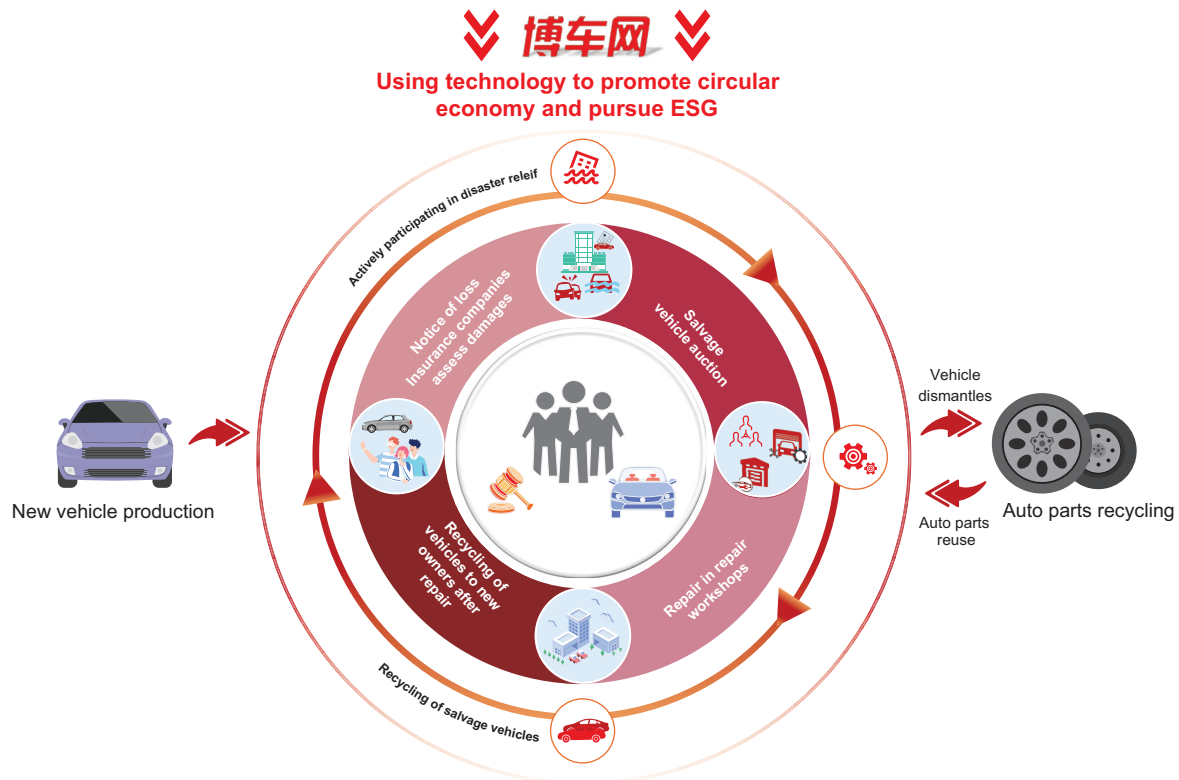 博车网
Using technology to promote circular
economy and pursue ESG
Actively participating in disaster releif
Notice of loss
Insurance companies
assess damages
Salvage
vehicle auction
Vehicle
dismantles
New vehicle production
Auto parts recycling
Auto parts
reuse
Recycling of
vehicles to new
owners after
repair
Repair in repair
workshops
Recycling of salvage vehicles